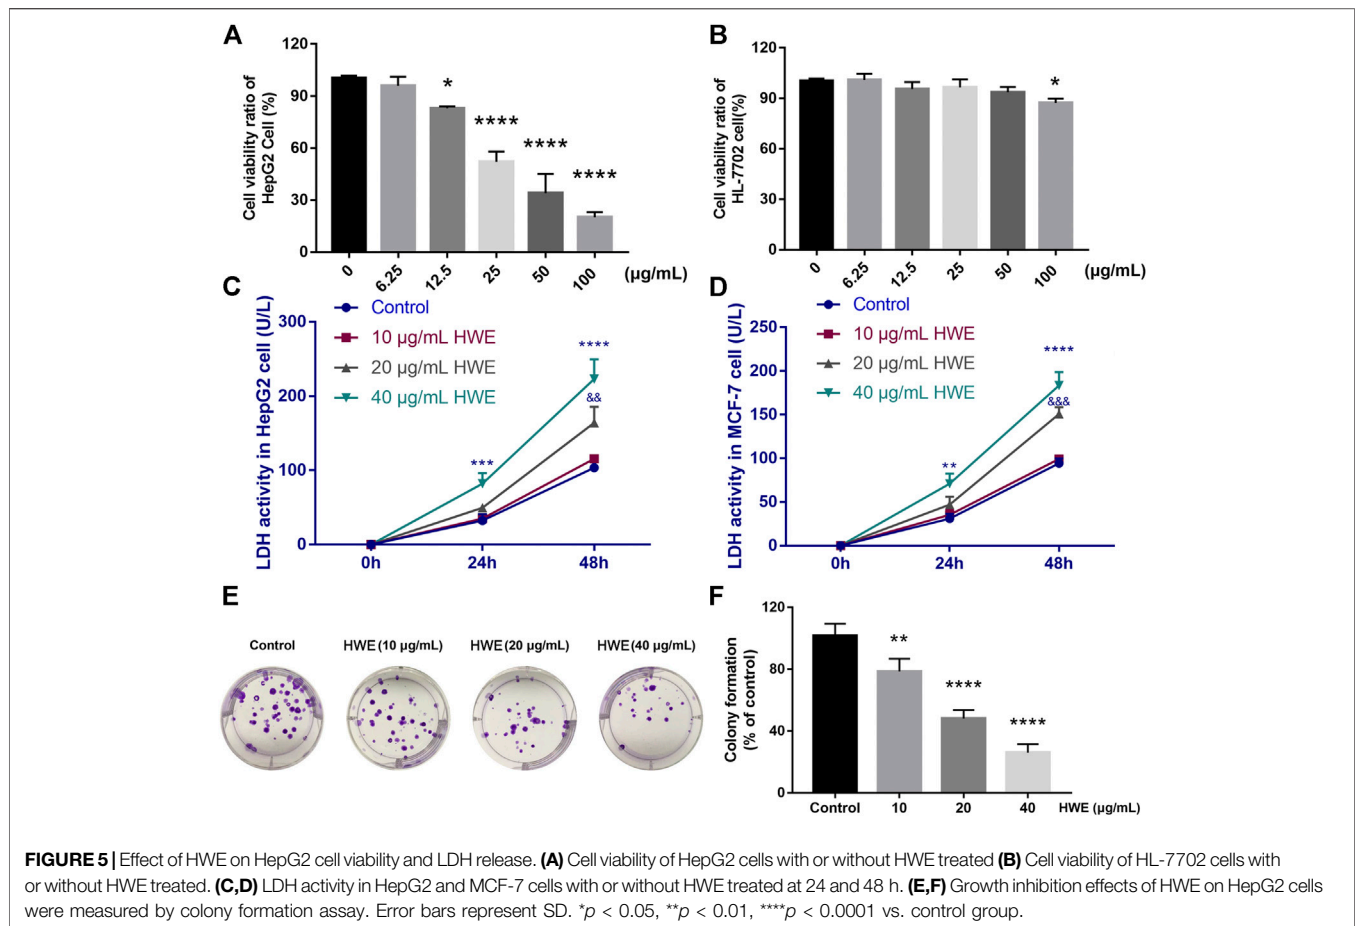 A
B
120
90
60
30
0
Cell viability ratio of
HepG2 Cell (%)
*
****
****
****
0
6.25
12.5
25
50
100
(µg/mL)
120
90
60
30
0
Cell viability ratio of
HL-7702 cell(%)
*
0
6.25
12.5
25
50
100
(µg/mL)
C
Control
10 µg/mL HWE
20 µg/mL HWE
40 µg/mL HWE
LDH activity in HepG2 cell (U/L)
300
200
100
0
***
****
&&
0h
24h
48h
D
Control
10 µg/mL HWE
20 µg/mL HWE
40 µg/mL HWE
LDH activity in MCF-7 cell (U/L)
250
200
150
100
50
0
**
****
&&&
0h
24h
48h
E
Control
HWE (10 µg/mL)
HWE (20 µg/mL)
HWE (40 µg/mL)
F
Colony formation
(% of control)
120
80
40
0
**
****
****
Control
10
20
40
HWE (µg/mL)
FIGURE 5 | Effect of HWE on HepG2 cell viability and LDH release. (A) Cell viability of HepG2 cells with or without HWE treated (B) Cell viability of HL-7702 cells with
or without HWE treated. (C,D) LDH activity in HepG2 and MCF-7 cells with or without HWE treated at 24 and 48 h. (E,F) Growth inhibition effects of HWE on HepG2 cells
were measured by colony formation assay. Error bars represent SD. *p < 0.05, **p < 0.01, ****p < 0.0001 vs. control group.